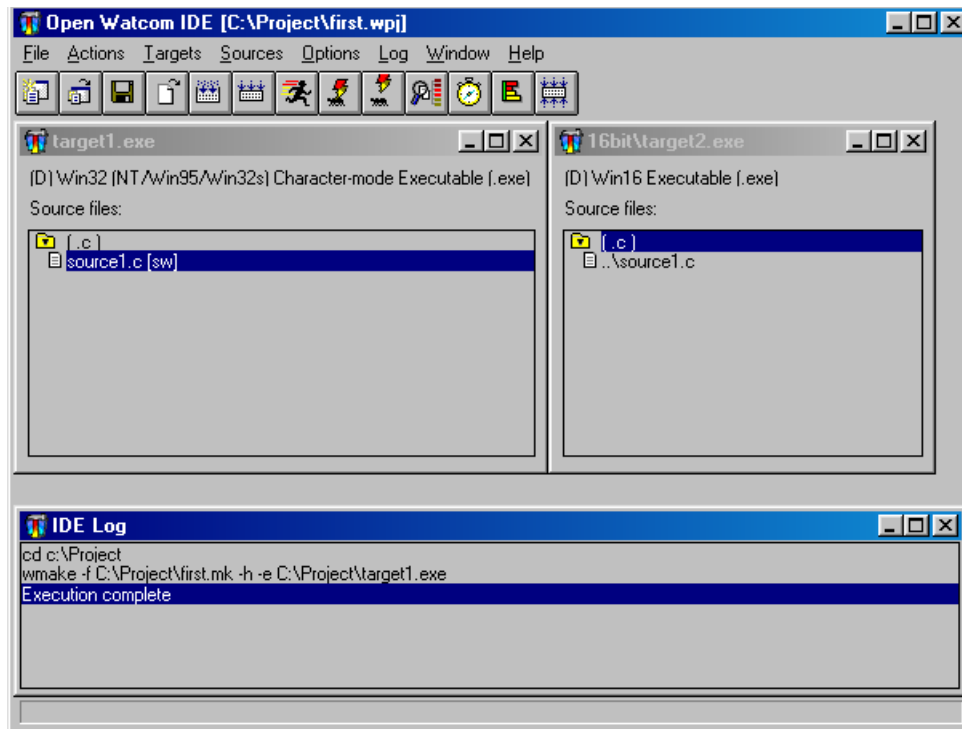 Open Watcom IDE [C:\Project\first.wpj]
File Actions Targets Sources Options Log Window Help
target1.exe
(D) Win32 (NT/Win95/Win32s) Character-mode Executable (.exe)
Source files:
( .c )
source1.c [sw]
16bit\target2.exe
(D) Win16 Executable (.exe)
Source files:
( .c )
..\source1.c
IDE Log
cd c:\Project
wmake -f C:\Project\first.mk -h -e C:\Project\target1.exe
Execution complete